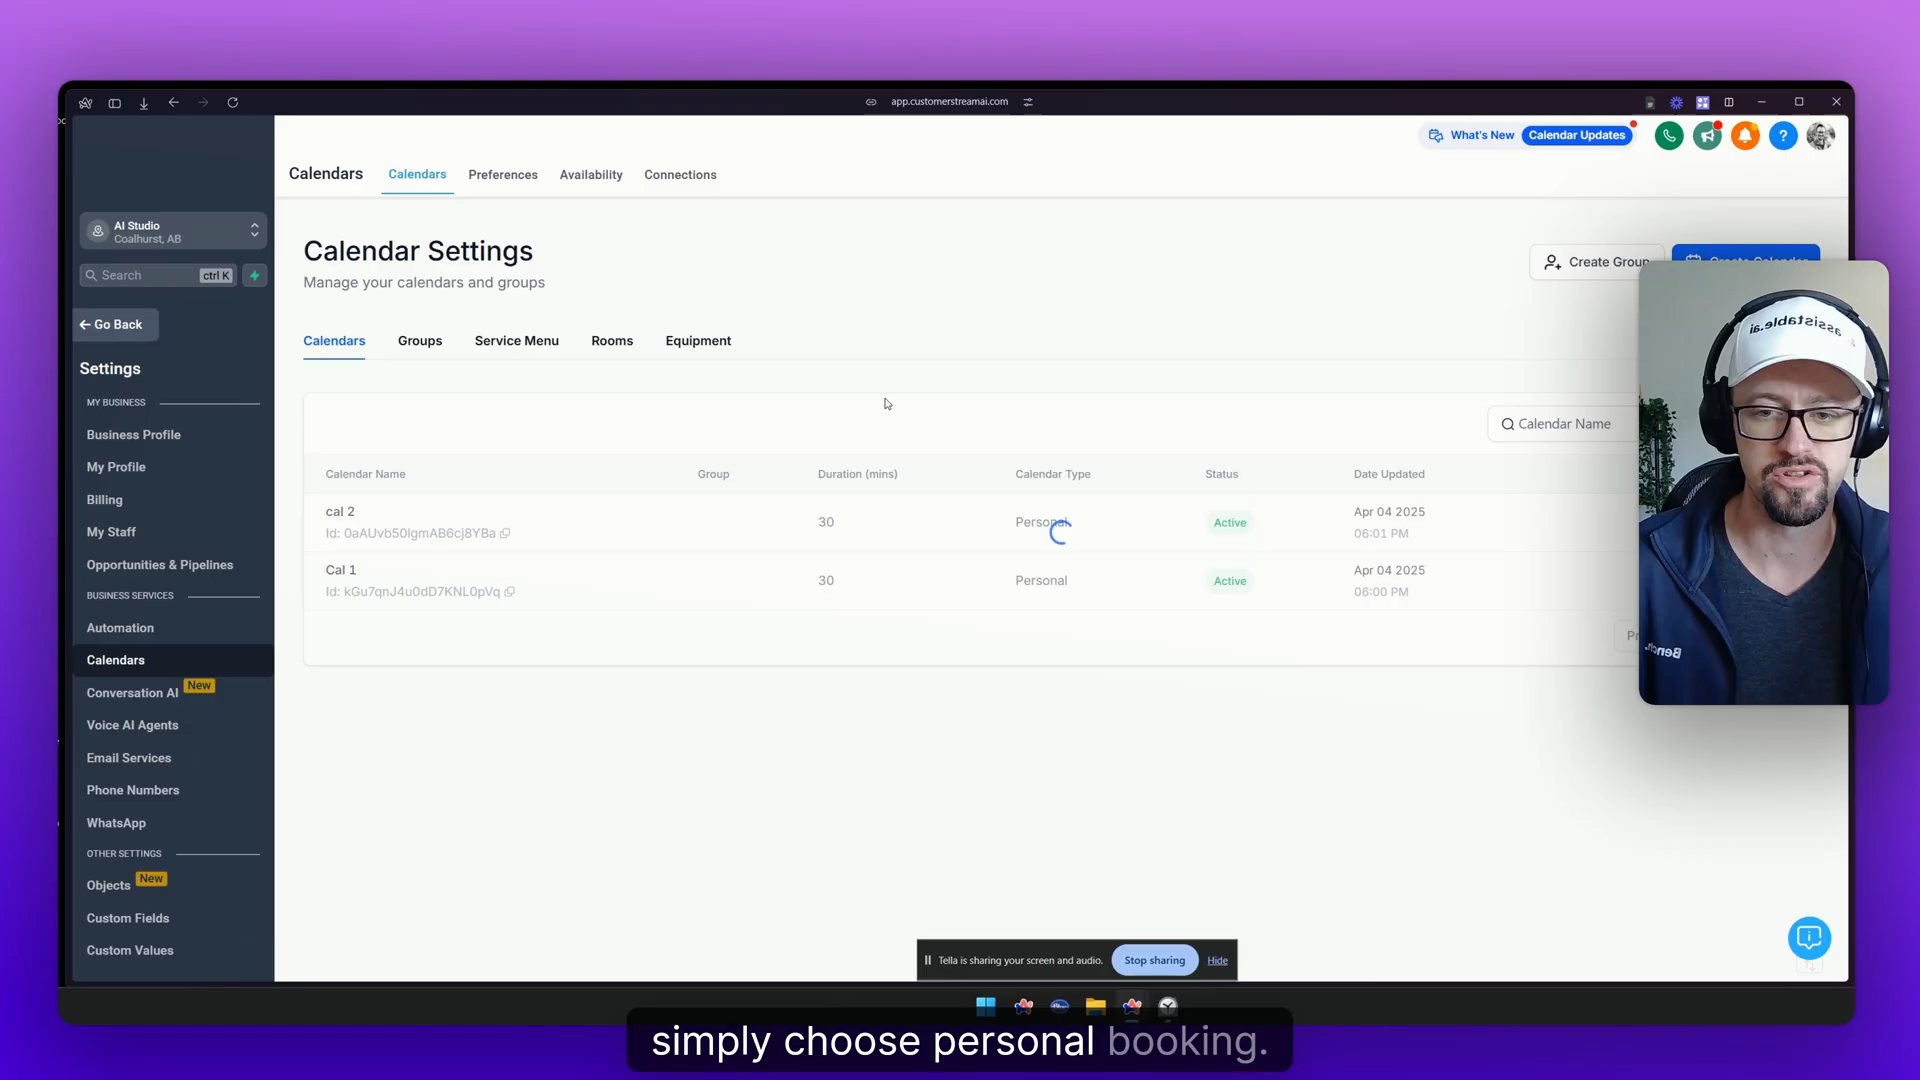 app.customerstreamai.com
What's New
Calendar Updates
Calendars
Calendars
Preferences
Availability
Connections
AI Studio
Coalhurst, AB
Search
ctrl K
Go Back
Settings
MY BUSINESS
Business Profile
My Profile
Billing
My Staff
Opportunities & Pipelines
BUSINESS SERVICES
Automation
Calendars
Conversation AI
New
Voice AI Agents
Email Services
Phone Numbers
WhatsApp
OTHER SETTINGS
Objects
New
Custom Fields
Custom Values
Calendar Settings
Manage your calendars and groups
Create Group
Create Calendar
Calendars
Groups
Service Menu
Rooms
Equipment
Calendar Name
Calendar Name
Group
Duration (mins)
Calendar Type
Status
Date Updated
cal 2
Id: 0aAUvb50IgmAB6cj8YBa
30
Personal
Active
Apr 04 2025
06:01 PM
Cal 1
Id: kGu7qnJ4u0dD7KNL0pVq
30
Personal
Active
Apr 04 2025
06:00 PM
assistable.ai
Bench.
Tella is sharing your screen and audio.
Stop sharing
Hide
simply choose personal booking.